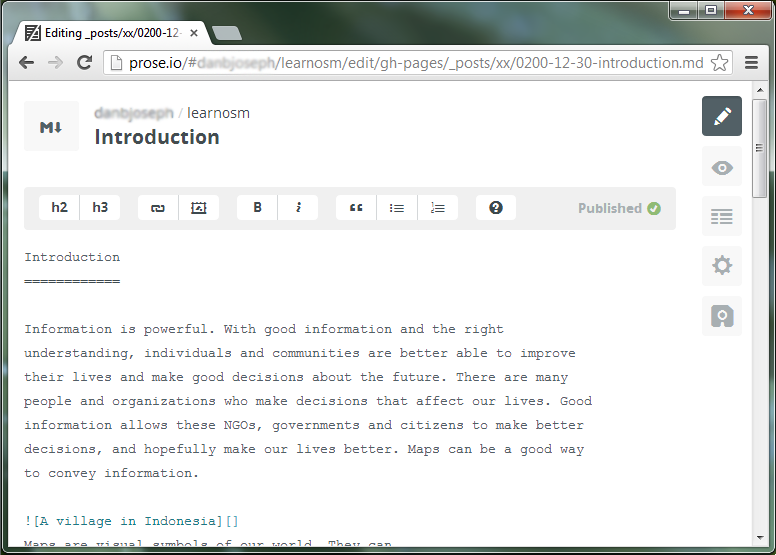 Editing _posts/xx/0200-12-
prose.io/#danbjoseph/learnosm/edit/gh-pages/_posts/xx/0200-12-30-introduction.md
M
danbjoseph / learnosm
Introduction
h2 h3 B i Published
Introduction
============
Information is powerful. With good information and the right
understanding, individuals and communities are better able to improve
their lives and make good decisions about the future. There are many
people and organizations who make decisions that affect our lives. Good
information allows these NGOs, governments and citizens to make better
decisions, and hopefully make our lives better. Maps can be a good way
to convey information.
![A village in Indonesia][]
Maps are visual symbols of our world. They can